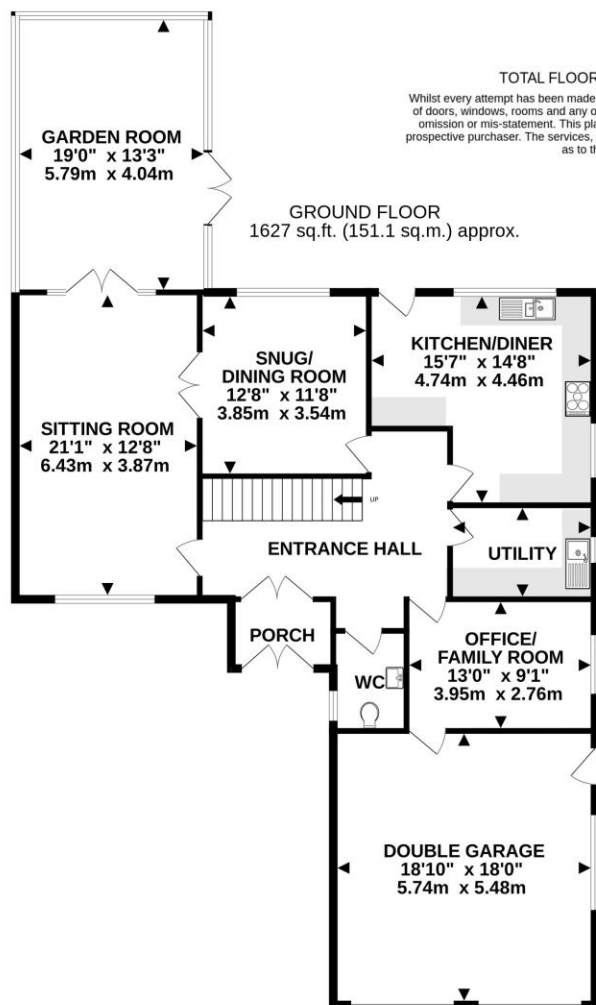 TOTAL FLOOR
Whilst every attempt has been made
of doors, windows, rooms and any
omission or mis-statement. This
prospective purchaser. The services,
as to
GARDEN ROOM
19'0" x 13'3"
5.79m x 4.04m
GROUND FLOOR
1627 sq.ft. (151.1 sq.m.) approx.
SNUG/
DINING ROOM
12'8" x 11'8"
3.85m x 3.54m
KITCHEN/DINER
15'7" x 14'8"
4.74m x 4.46m
SITTING ROOM
21'1" x 12'8"
6.43m x 3.87m
UP
ENTRANCE HALL
UTILITY
PORCH
WC
OFFICE/
FAMILY ROOM
13'0" x 9'1"
3.95m x 2.76m
DOUBLE GARAGE
18'10" x 18'0"
5.74m x 5.48m